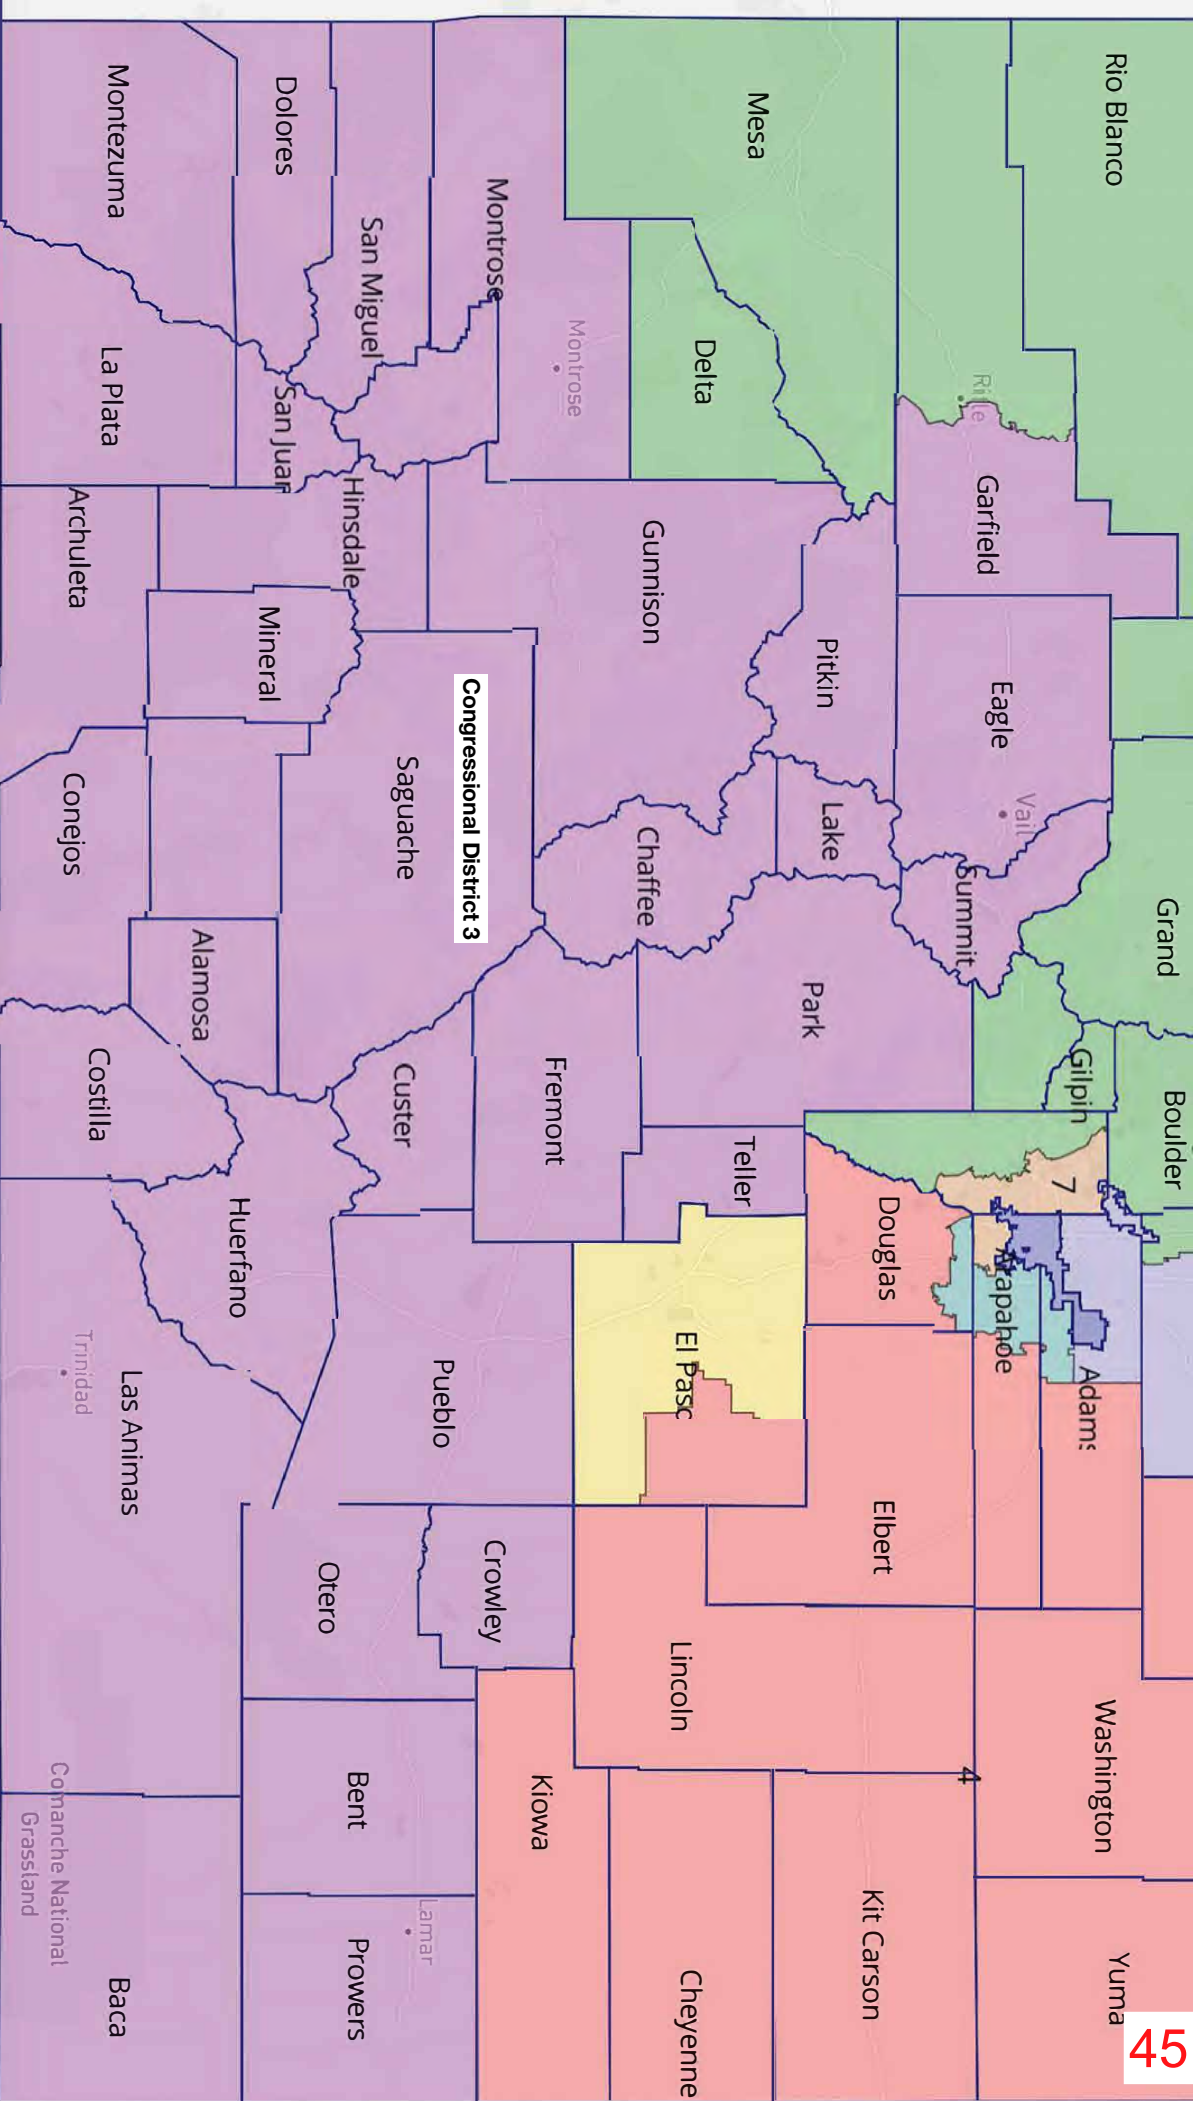 Rio Blanco
Grand
Boulder
Washington
Yuma
Mesa
Rifle
Garfield
Eagle
Vail
Summit
Gilpin
7
Arapahoe
Adams
4
Delta
Pitkin
Lake
Park
Douglas
Elbert
Kit Carson
Montrose
Montrose
Gunnison
Chaffee
Fremont
Teller
El Paso
Lincoln
Cheyenne
Congressional District 3
San Miguel
Hinsdale
Saguache
Custer
Pueblo
Crowley
Kiowa
Dolores
San Juan
Mineral
Alamosa
Huerfano
Otero
Bent
Lamar
Prowers
Montezuma
La Plata
Archuleta
Conejos
Costilla
Trinidad
Las Animas
Comanche National
Grassland
Baca
45